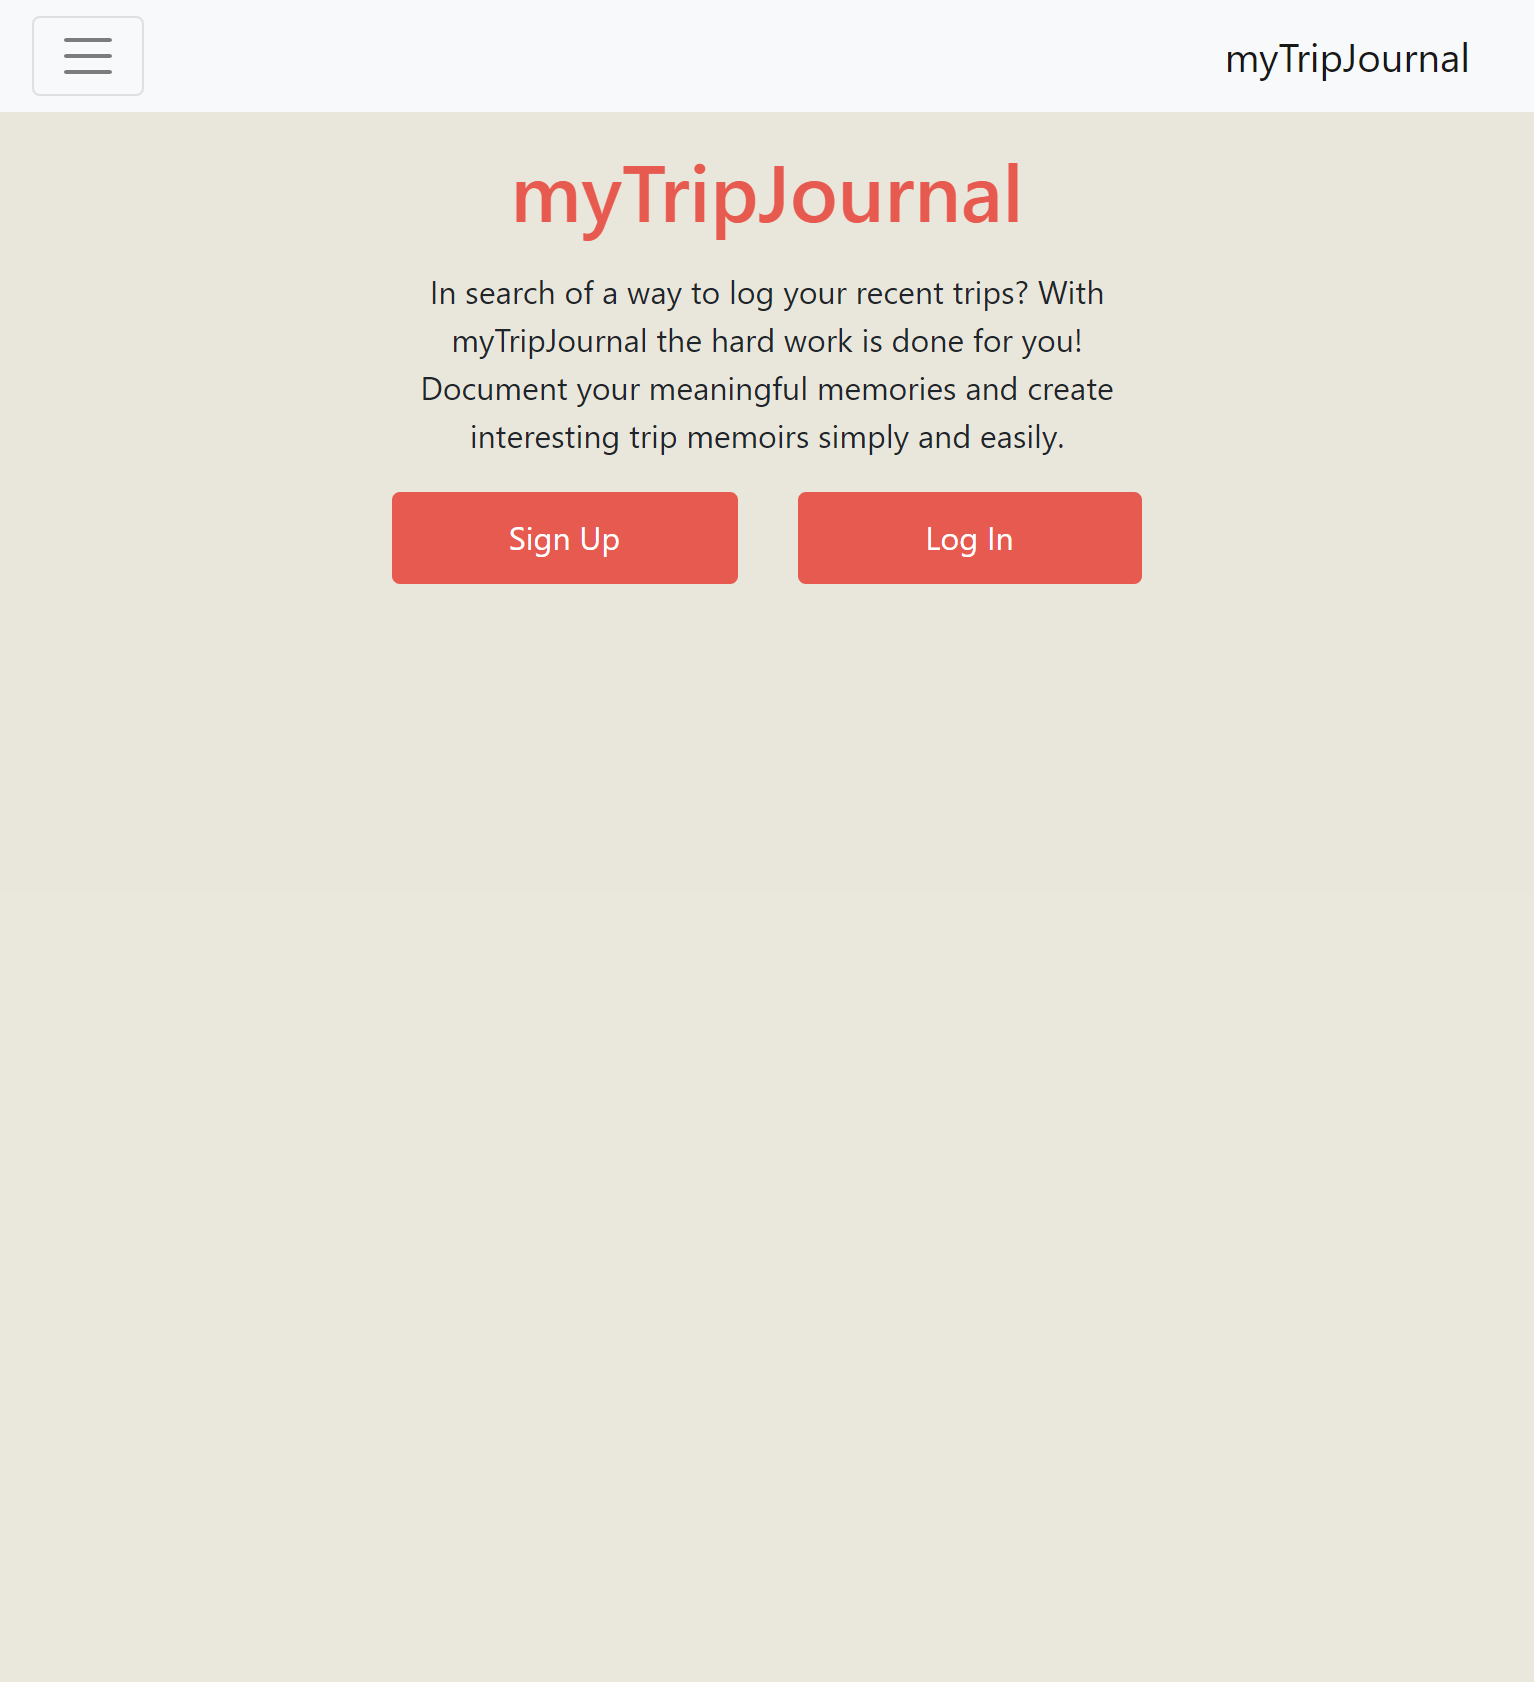 myTripJournal
myTripJournal
In search of a way to log your recent trips? With
myTripJournal the hard work is done for you!
Document your meaningful memories and create
interesting trip memoirs simply and easily.
Sign Up
Log In